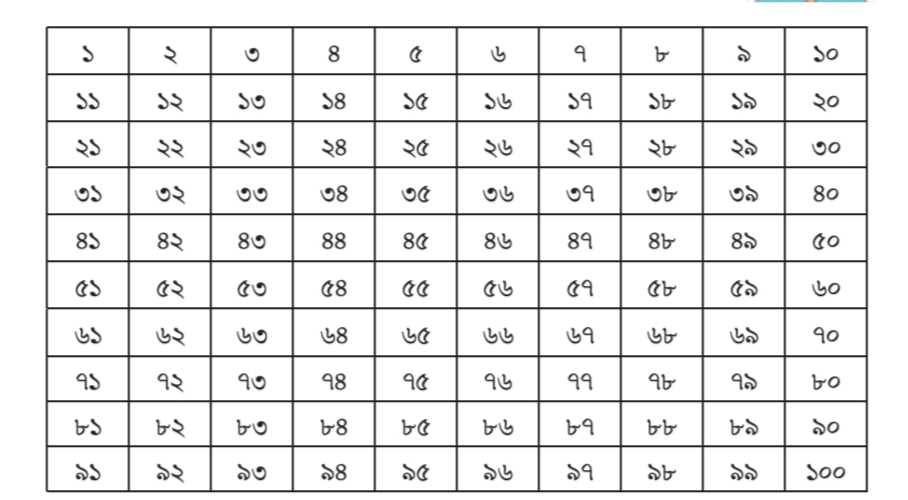 ১ ২ ৩ ৪ ৫ ৬ ৭ ৮ ৯ ১০
১১ ১২ ১৩ ১৪ ১৫ ১৬ ১৭ ১৮ ১৯ ২০
২১ ২২ ২৩ ২৪ ২৫ ২৬ ২৭ ২৮ ২৯ ৩০
৩১ ৩২ ৩৩ ৩৪ ৩৫ ৩৬ ৩৭ ৩৮ ৩৯ ৪০
৪১ ৪২ ৪৩ ৪৪ ৪৫ ৪৬ ৪৭ ৪৮ ৪৯ ৫০
৫১ ৫২ ৫৩ ৫৪ ৫৫ ৫৬ ৫৭ ৫৮ ৫৯ ৬০
৬১ ৬২ ৬৩ ৬৪ ৬৫ ৬৬ ৬৭ ৬৮ ৬৯ ৭০
৭১ ৭২ ৭৩ ৭৪ ৭৫ ৭৬ ৭৭ ৭৮ ৭৯ ৮০
৮১ ৮২ ৮৩ ৮৪ ৮৫ ৮৬ ৮৭ ৮৮ ৮৯ ৯০
৯১ ৯২ ৯৩ ৯৪ ৯৫ ৯৬ ৯৭ ৯৮ ৯৯ ১০০